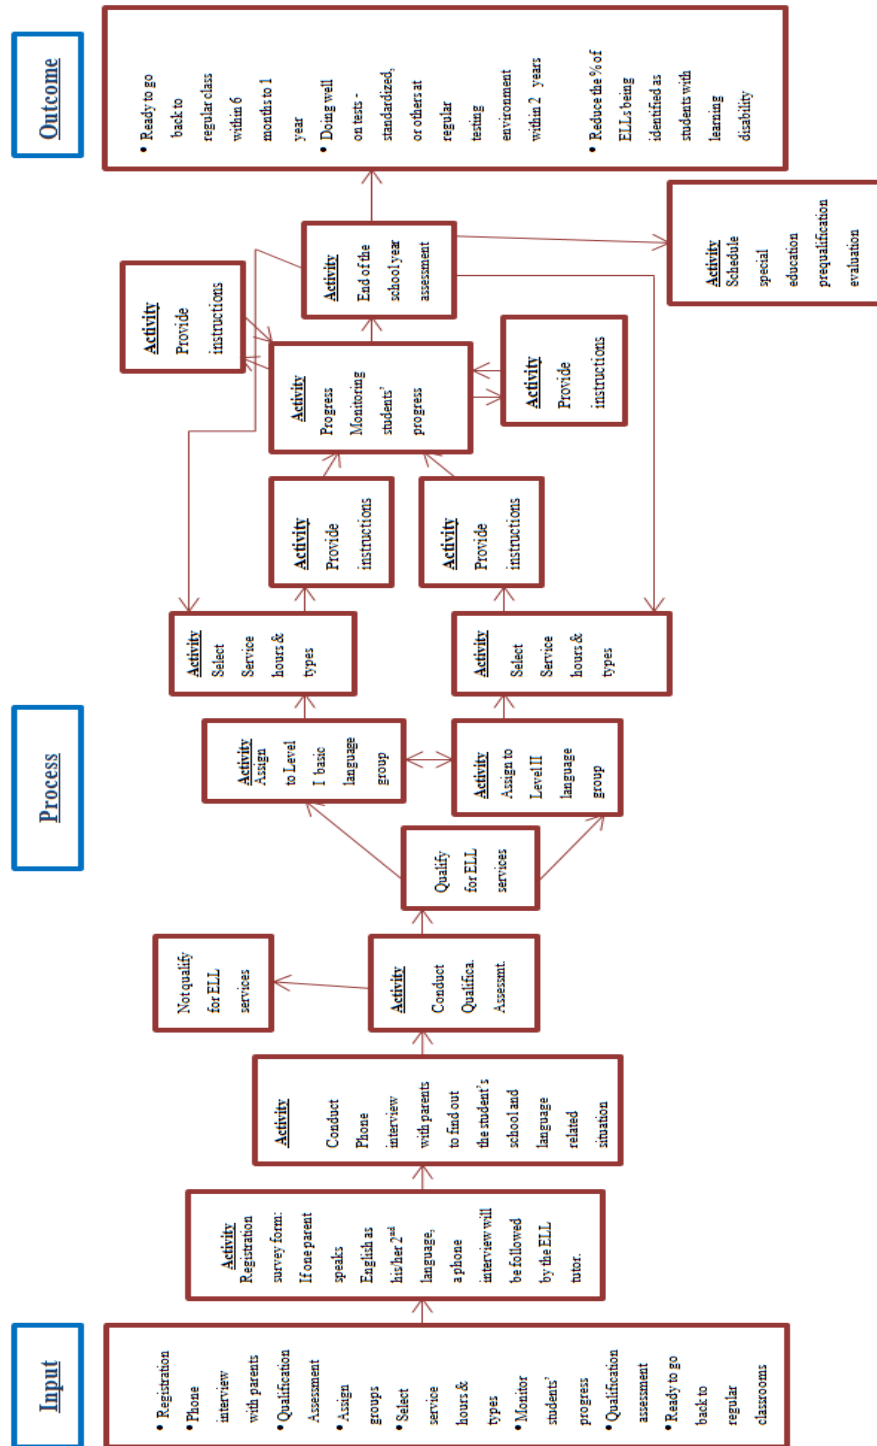 Input
Process
Outcome
• Registration
• Phone
interview
with parents
• Qualification
Assessment
• Assign
groups
• Select
service
hours &
types
• Monitor
students'
progress
• Qualification
assessment
• Ready to go
back to
regular
classrooms
Activity
Registration
survey form:
If one parent
speaks
English as
his/her 2nd
language,
a phone
interview will
be followed
by the ELL
tutor.
Activity
Conduct
Phone
interview
with parents
to find out
the student's
school and
language
related
situation
Not qualify
for ELL
services
Activity
Conduct
Qualifica.
Assessmt.
Qualify
for ELL
services
Activity
Assign
to Level
I basic
language
group
Activity
Assign to
Level II
language
group
Activity
Select
Service
hours &
types
Activity
Select
Service
hours &
types
Activity
Provide
instructions
Activity
Provide
instructions
Activity
Provide
instructions
Activity
Progress
Monitoring
students'
progress
Activity
Provide
instructions
Activity
End of the
school year
assessment
Activity
Schedule
special
education
prequalification
evaluation
• Ready to go
back to
regular class
within 6
months to 1
year
• Doing well
on tests -
standardized,
or others at
regular
testing
environment
within 2 years
• Reduce the % of
ELLs being
identified as
students with
learning
disability